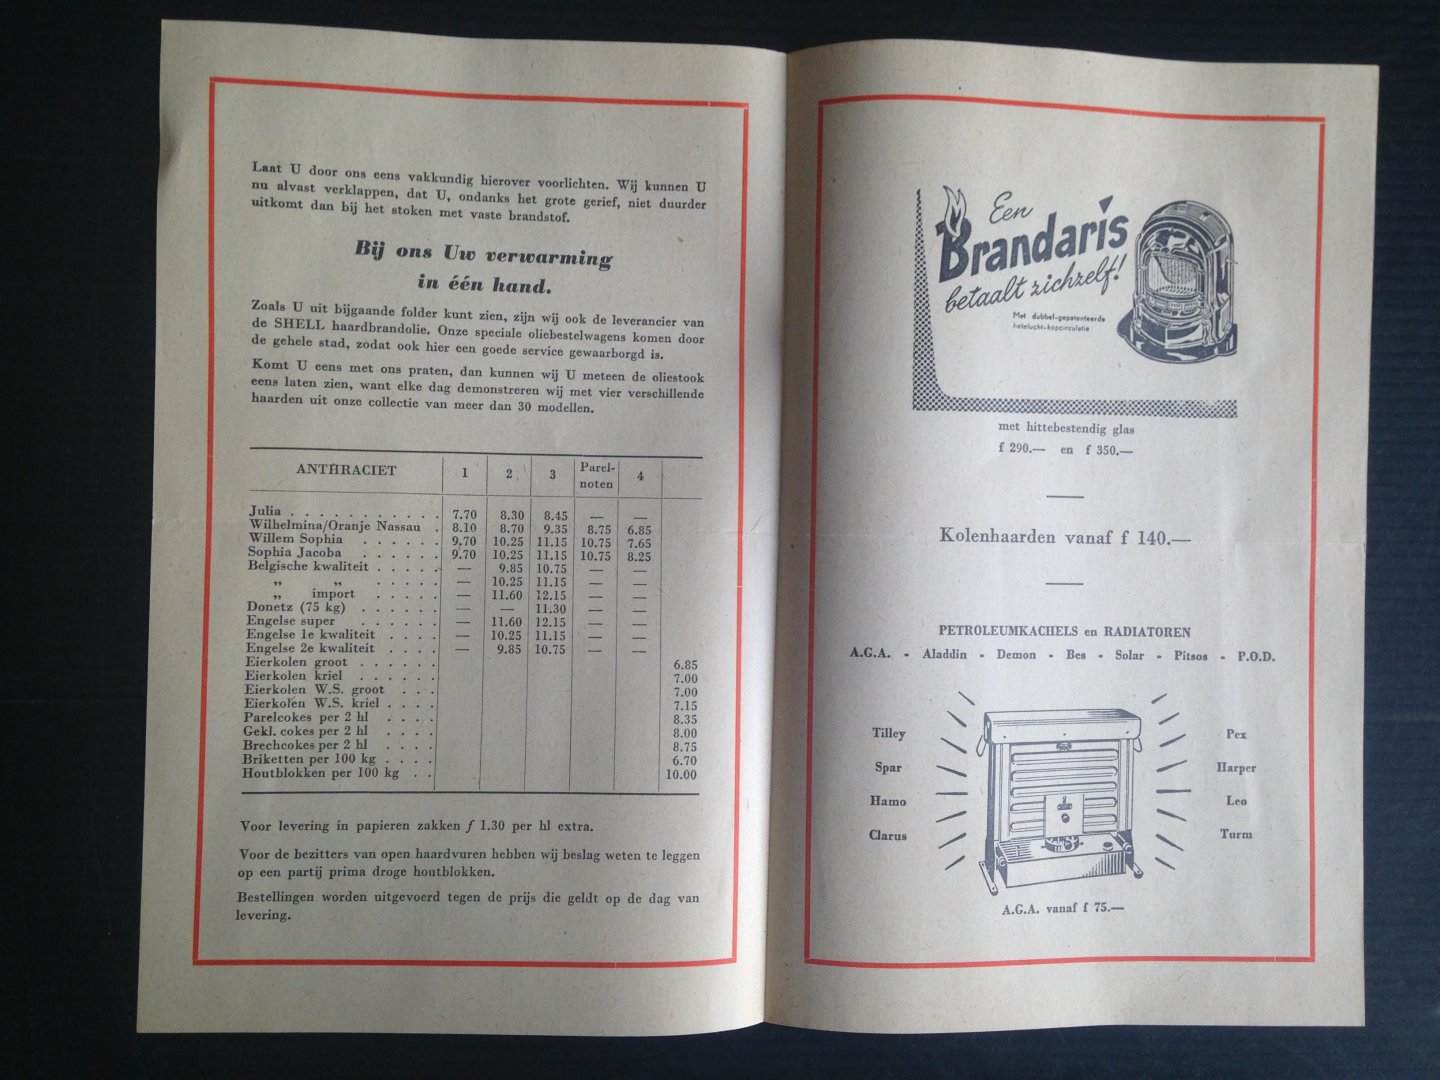 Laat U door ons eens vakkundig hierover voorlichten. Wij kunnen U
nu alvast verklappen, dat U, ondanks het grote gerief, niet duurder
uitkomt dan bij het stoken met vaste brandstof.
Bij ons Uw verwarming
in één hand.
Zoals U uit bijgaande folder kunt zien, zijn wij ook de leverancier van
de SHELL haardbrandolie. Onze speciale oliebestelwagens komen door
de gehele stad, zodat ook hier een goede service gewaarborgd is.
Komt U eens met ons praten, dan kunnen wij U meteen de oliestook
eens laten zien, want elke dag demonstreren wij met vier verschillende
haarden uit onze collectie van meer dan 30 modellen.
ANTHRACIET 1 2 3 Parel-noten 4
Julia . . . . . . . . . . . 7.70 8.30 8.45 — —
Wilhelmina/Oranje Nassau . 8.10 8.70 9.35 8.75 6.85
Willem Sophia . . . . . . 9.70 10.25 11.15 10.75 7.65
Sophia Jacoba . . . . . . 9.70 10.25 11.15 10.75 8.25
Belgische kwaliteit . . . . . — 9.85 10.75 — —
„ „ . . . . . — 10.25 11.15 — —
„ import . . . . . — 11.60 12.15 — —
Donetz (75 kg) . . . . . . — — 11.30 — —
Engelse super . . . . . . — 11.60 12.15 — —
Engelse 1e kwaliteit . . . . — 10.25 11.15 — —
Engelse 2e kwaliteit . . . . — 9.85 10.75 — —
Eierkolen groot . . . . . . 6.85
Eierkolen kriel . . . . . . 7.00
Eierkolen W.S. groot . . . 7.00
Eierkolen W.S. kriel . . . . 7.15
Parelcokes per 2 hl . . . . 8.35
Gekl. cokes per 2 hl . . . . 8.00
Brechcokes per 2 hl . . . . 8.75
Briketten per 100 kg . . . . 6.70
Houtblokken per 100 kg . . 10.00
Voor levering in papieren zakken f 1.30 per hl extra.
Voor de bezitters van open haardvuren hebben wij beslag weten te leggen
op een partij prima droge houtblokken.
Bestellingen worden uitgevoerd tegen de prijs die geldt op de dag van
levering.
Een
Brandaris
betaalt zichzelf!
Met dubbel-gepatenteerde
hetelucht-kopcirculatie
met hittebestendig glas
f 290.— en f 350.—
Kolenhaarden vanaf f 140.—
PETROLEUMKACHELS en RADIATOREN
A.G.A. - Aladdin - Demon - Bes - Solar - Pitsos - P.O.D.
Tilley Pex
Spar Harper
Hamo Leo
Clarus Turm
A.G.A. vanaf f 75.—